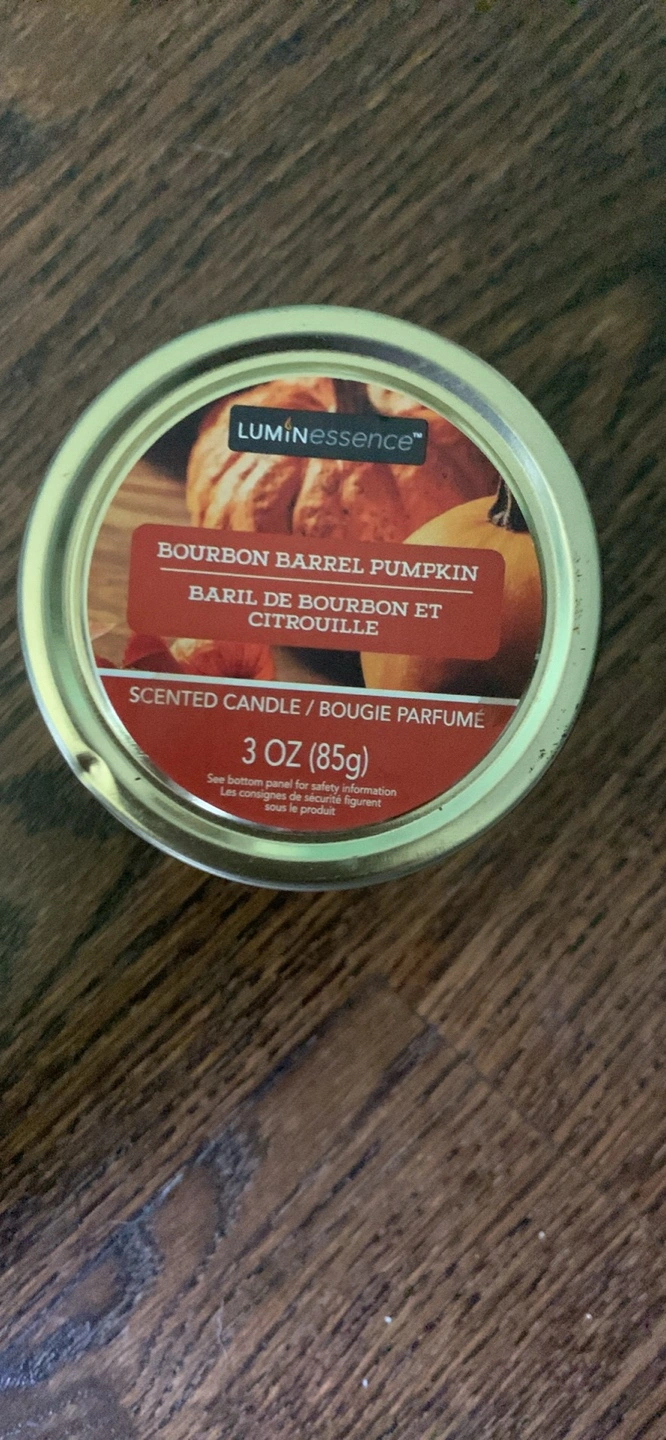 LUMiNessence™
BOURBON BARREL PUMPKIN
BARIL DE BOURBON ET
CITROUILLE
SCENTED CANDLE / BOUGIE PARFUMÉ
3 OZ (85g)
See bottom panel for safety information
Les consignes de sécurité figurent
sous le produit